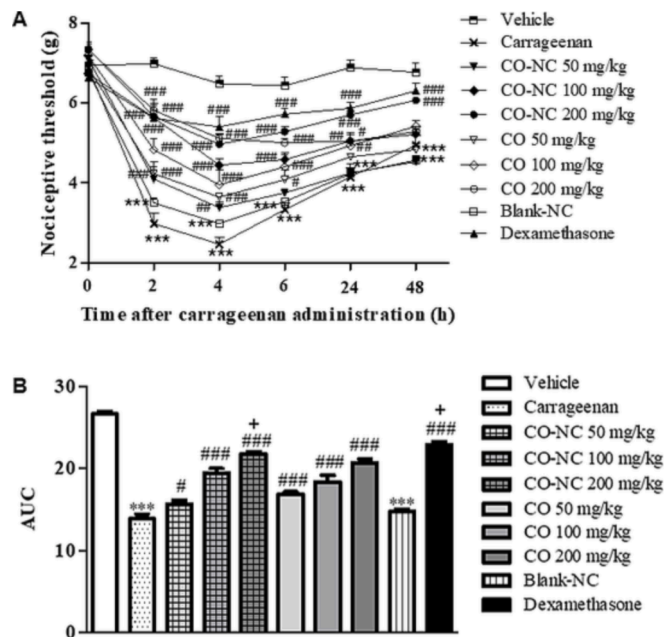 A
Nociceptive threshold (g)
8
6
4
2
0
2
4
6
24
48
Time after carrageenan administration (h)
###
###
###
###
###
###
###
###
###
***
***
###
###
###
###
###
##
***
***
###
###
###
###
#
***
###
###
#
##
##
***
***
###
###
***
***
Vehicle
Carrageenan
CO-NC 50 mg/kg
CO-NC 100 mg/kg
CO-NC 200 mg/kg
CO 50 mg/kg
CO 100 mg/kg
CO 200 mg/kg
Blank-NC
Dexamethasone
B
AUC
30
20
10
0
***
#
###
+
###
###
###
###
***
+
###
Vehicle
Carrageenan
CO-NC 50 mg/kg
CO-NC 100 mg/kg
CO-NC 200 mg/kg
CO 50 mg/kg
CO 100 mg/kg
CO 200 mg/kg
Blank-NC
Dexamethasone